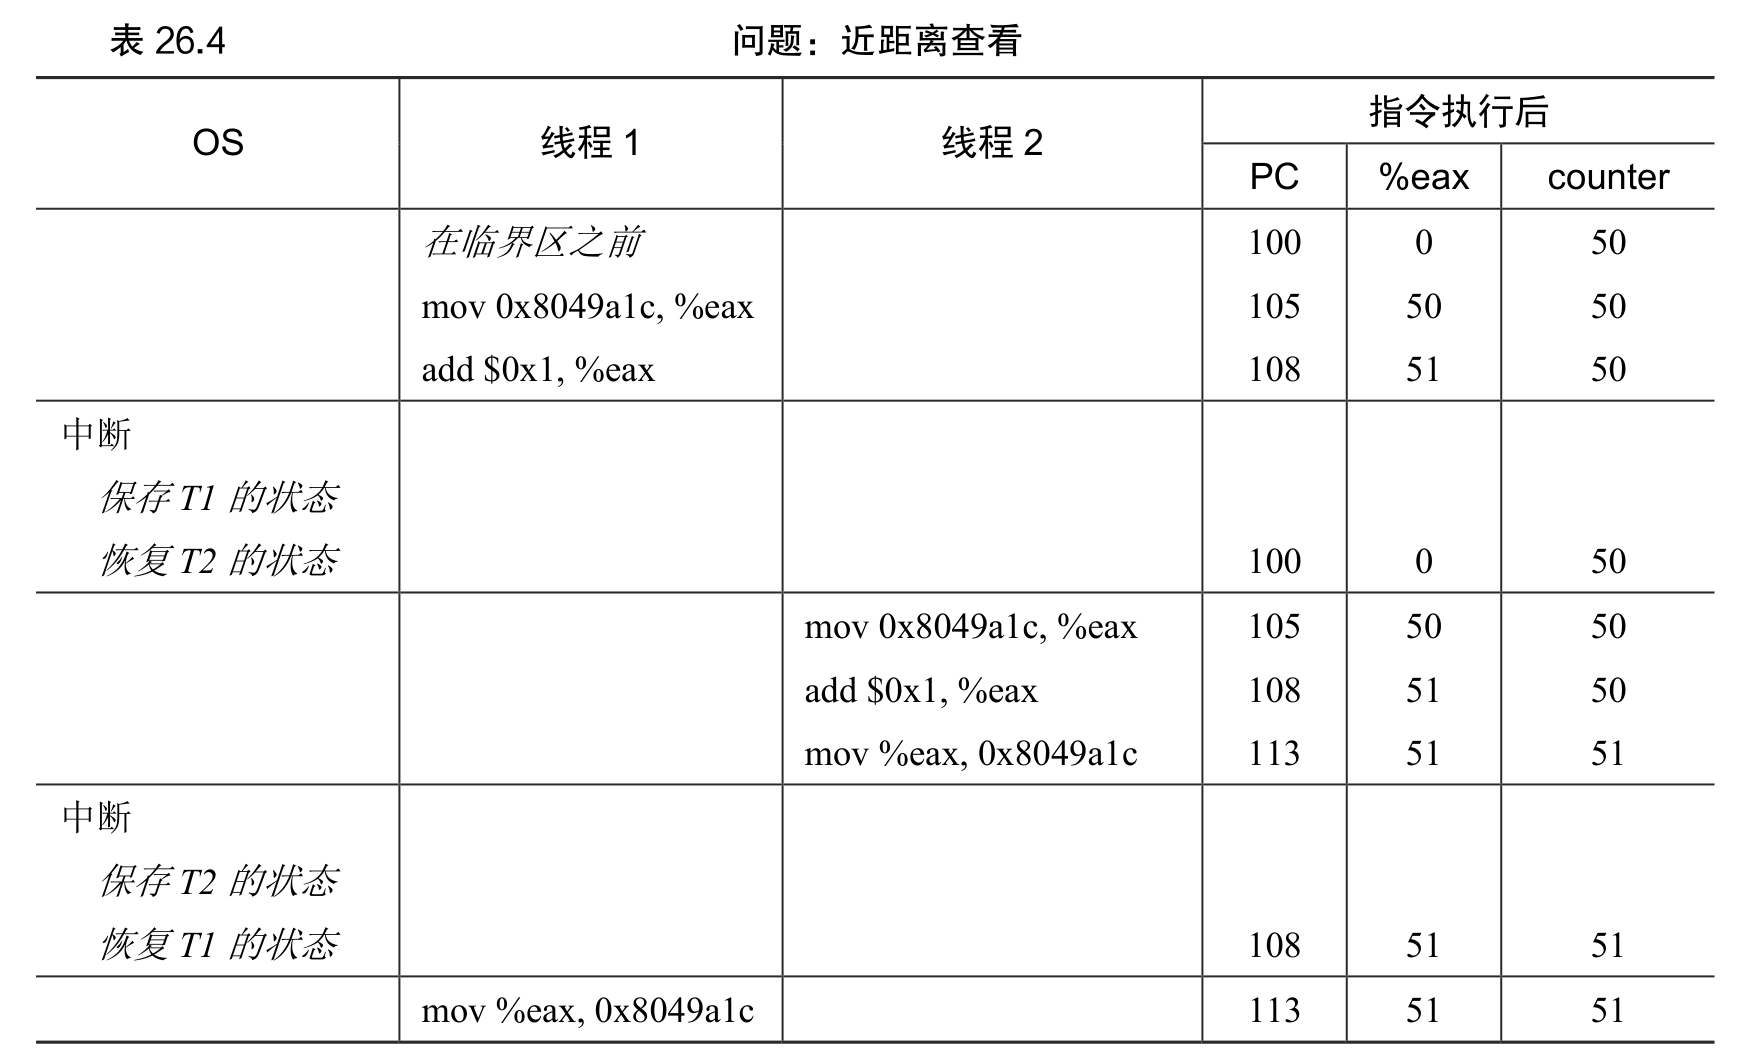 表 26.4 问题：近距离查看
OS 线程 1 线程 2 指令执行后
PC %eax counter
在临界区之前 100 0 50
mov 0x8049a1c, %eax 105 50 50
add $0x1, %eax 108 51 50
中断
保存 T1 的状态
恢复 T2 的状态 100 0 50
mov 0x8049a1c, %eax 105 50 50
add $0x1, %eax 108 51 50
mov %eax, 0x8049a1c 113 51 51
中断
保存 T2 的状态
恢复 T1 的状态 108 51 51
mov %eax, 0x8049a1c 113 51 51